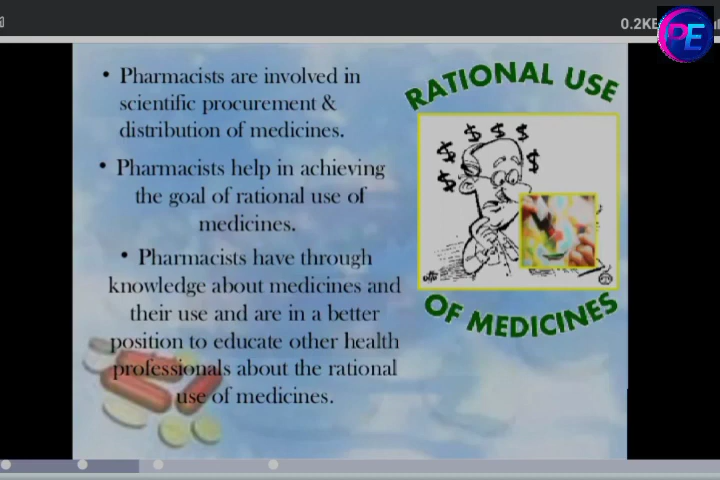 0.2KE
PE
• Pharmacists are involved in
scientific procurement &
distribution of medicines.
• Pharmacists help in achieving
the goal of rational use of
medicines.
• Pharmacists have through
knowledge about medicines and
their use and are in a better
position to educate other health
professionals about the rational
use of medicines.
RATIONAL USE
$ $ $ $ $ $ $
OF MEDICINES